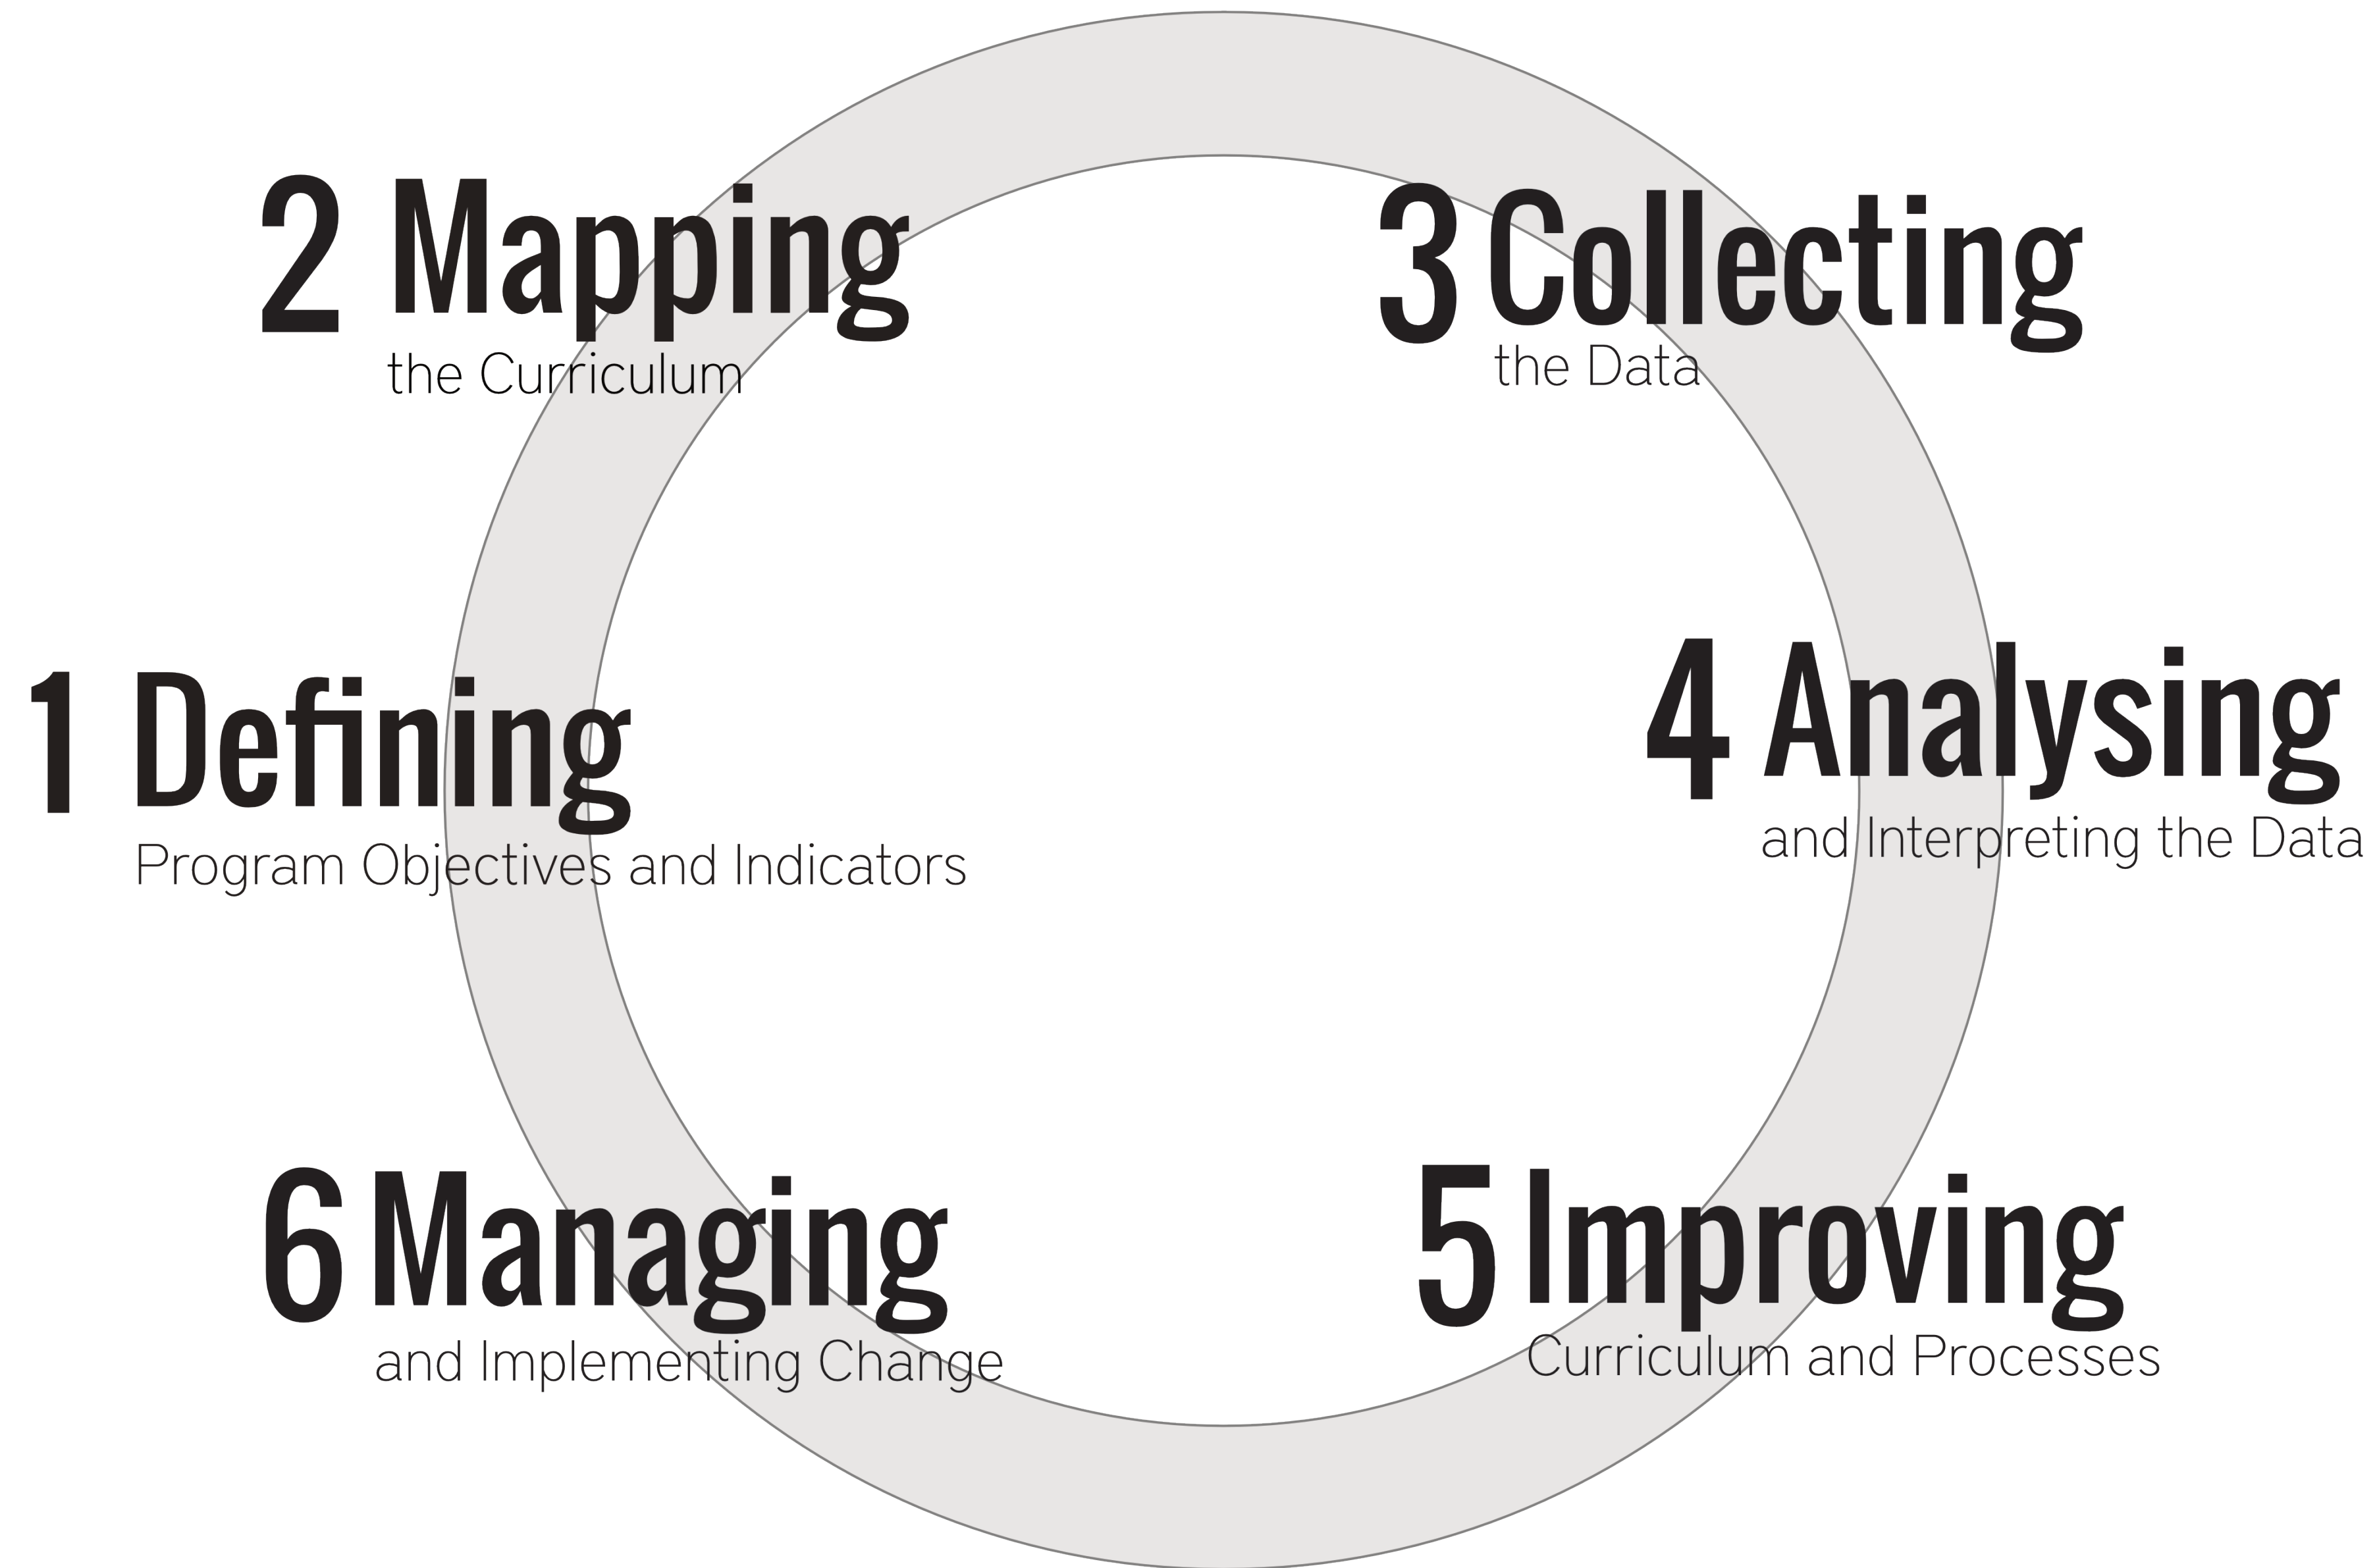 2 Mapping
the Curriculum
3 Collecting
the Data
1 Defining
Program Objectives and Indicators
4 Analysing
and Interpreting the Data
6 Managing
and Implementing Change
5 Improving
Curriculum and Processes